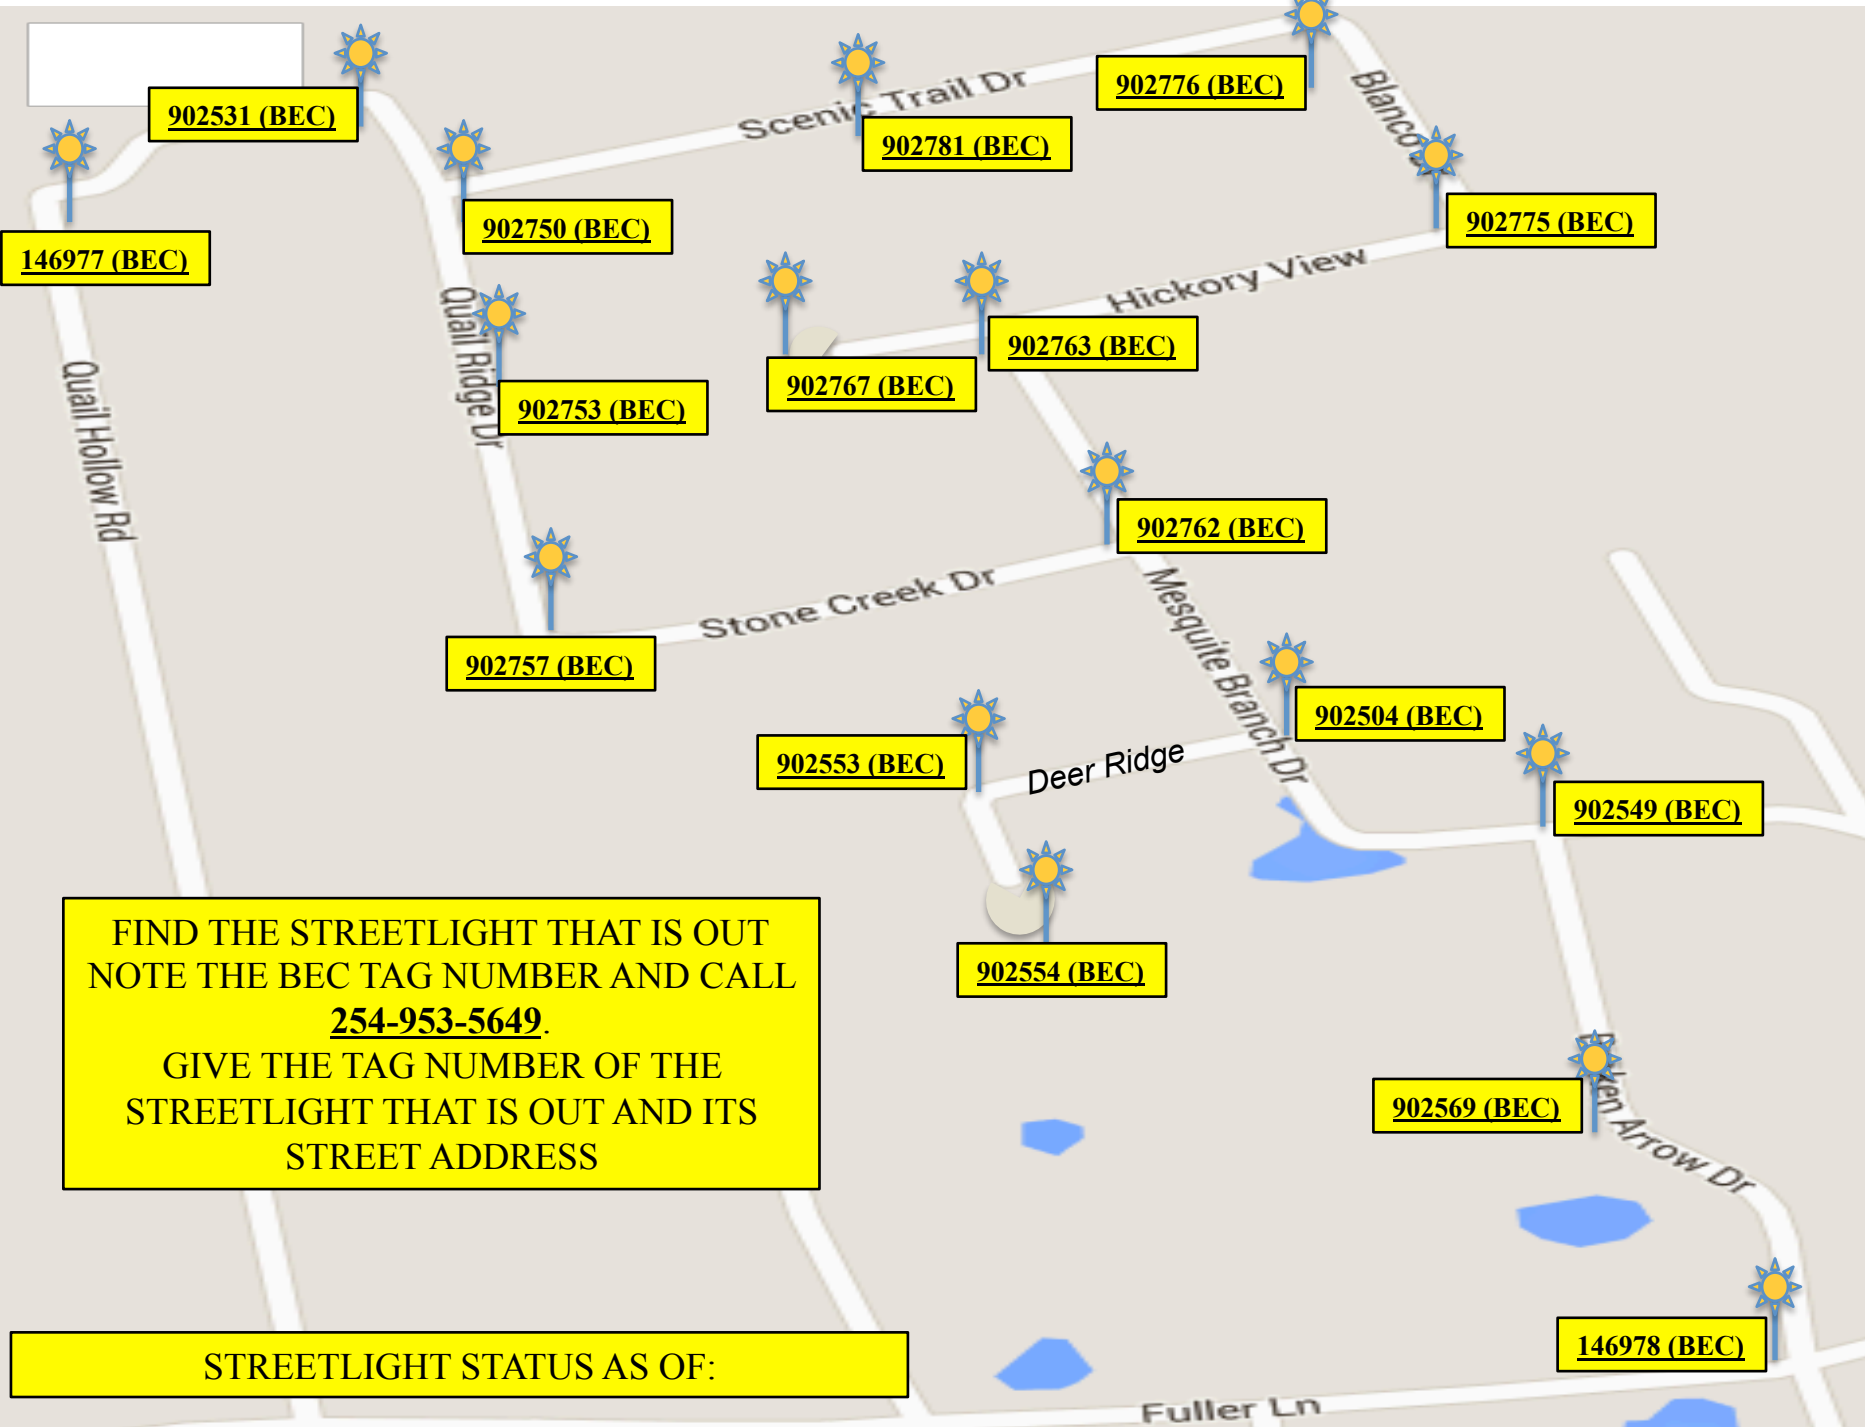 902531 (BEC)
902776 (BEC)
Scenic Trail Dr
902781 (BEC)
Blanco
146977 (BEC)
902750 (BEC)
902775 (BEC)
Hickory View
Quail Ridge Dr
902763 (BEC)
902767 (BEC)
902753 (BEC)
Quail Hollow Rd
902762 (BEC)
Stone Creek Dr
902757 (BEC)
Mesquite Branch Dr
902504 (BEC)
902553 (BEC)
Deer Ridge
902549 (BEC)
902554 (BEC)
FIND THE STREETLIGHT THAT IS OUT
NOTE THE BEC TAG NUMBER AND CALL
254-953-5649.
GIVE THE TAG NUMBER OF THE
STREETLIGHT THAT IS OUT AND ITS
STREET ADDRESS
902569 (BEC)
Arrow Dr
146978 (BEC)
STREETLIGHT STATUS AS OF:
Fuller Ln